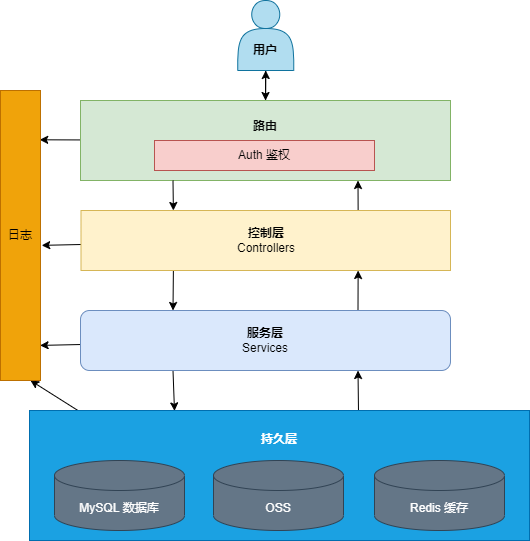 用户
路由
Auth 鉴权
日志
控制层
Controllers
服务层
Services
持久层
MySQL 数据库
OSS
Redis 缓存